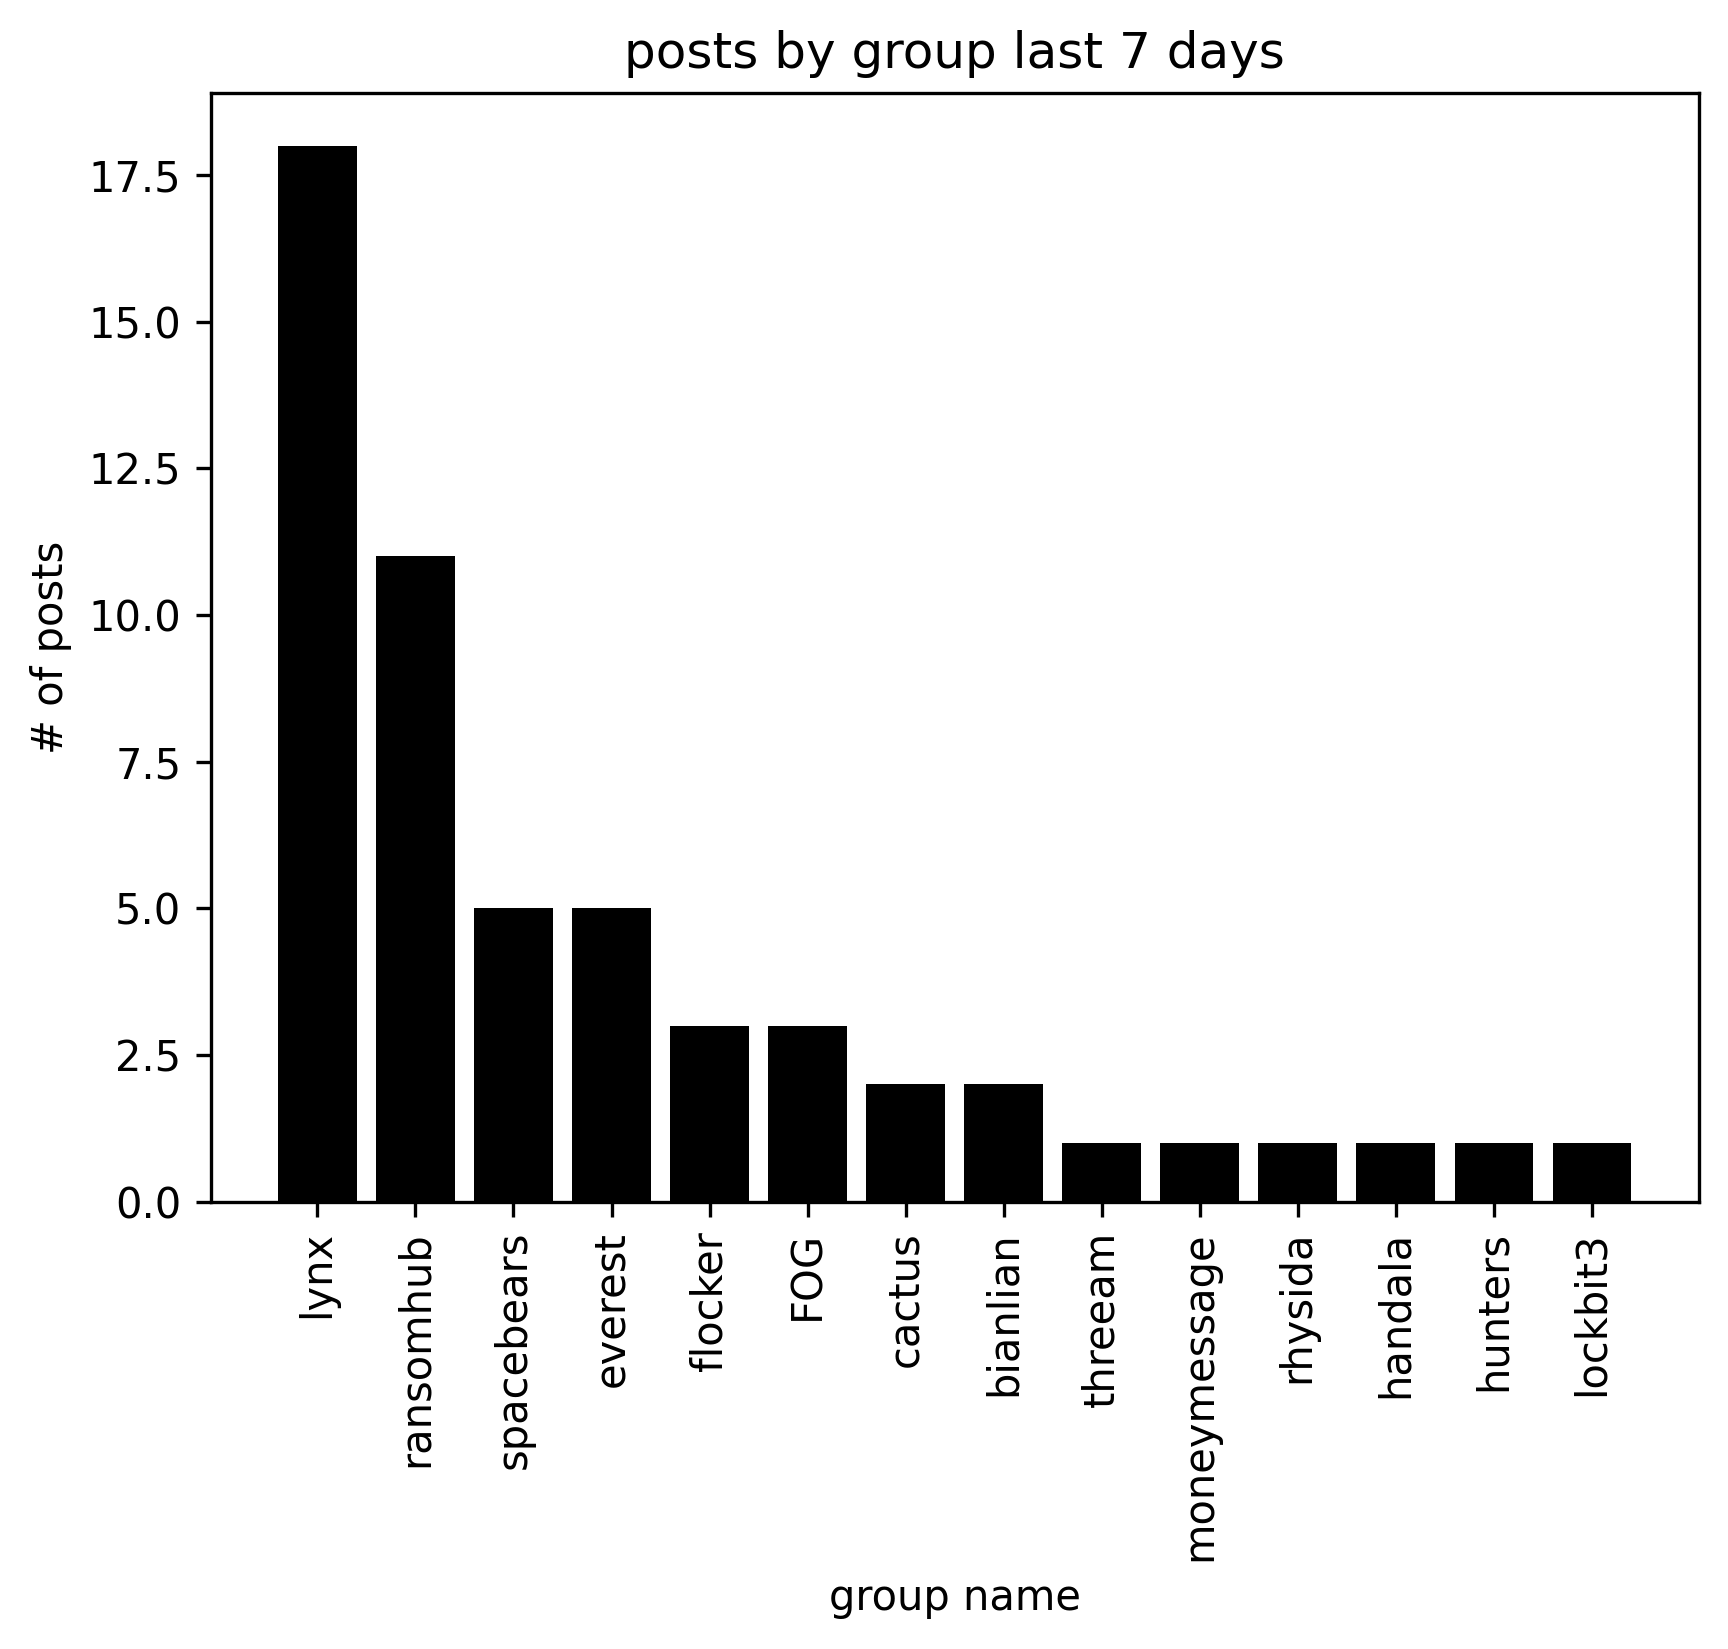 posts by group last 7 days
17.5
15.0
12.5
10.0
7.5
5.0
2.5
0.0
# of posts
lynx
ransomhub
spacebears
everest
flocker
FOG
cactus
bianlian
threeam
moneymessage
rhysida
handala
hunters
lockbit3
group name